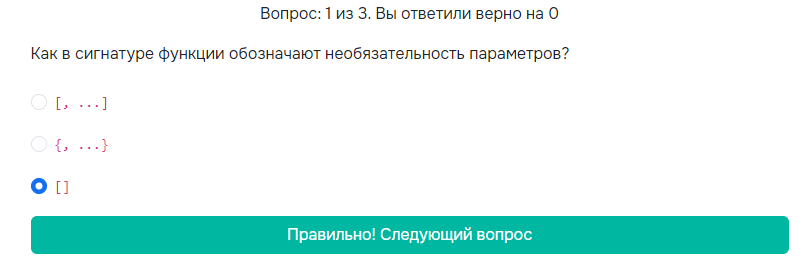 Вопрос: 1 из 3. Вы ответили верно на 0
Как в сигнатуре функции обозначают необязательность параметров?
[, ...]
{, ...}
[]
Правильно! Следующий вопрос